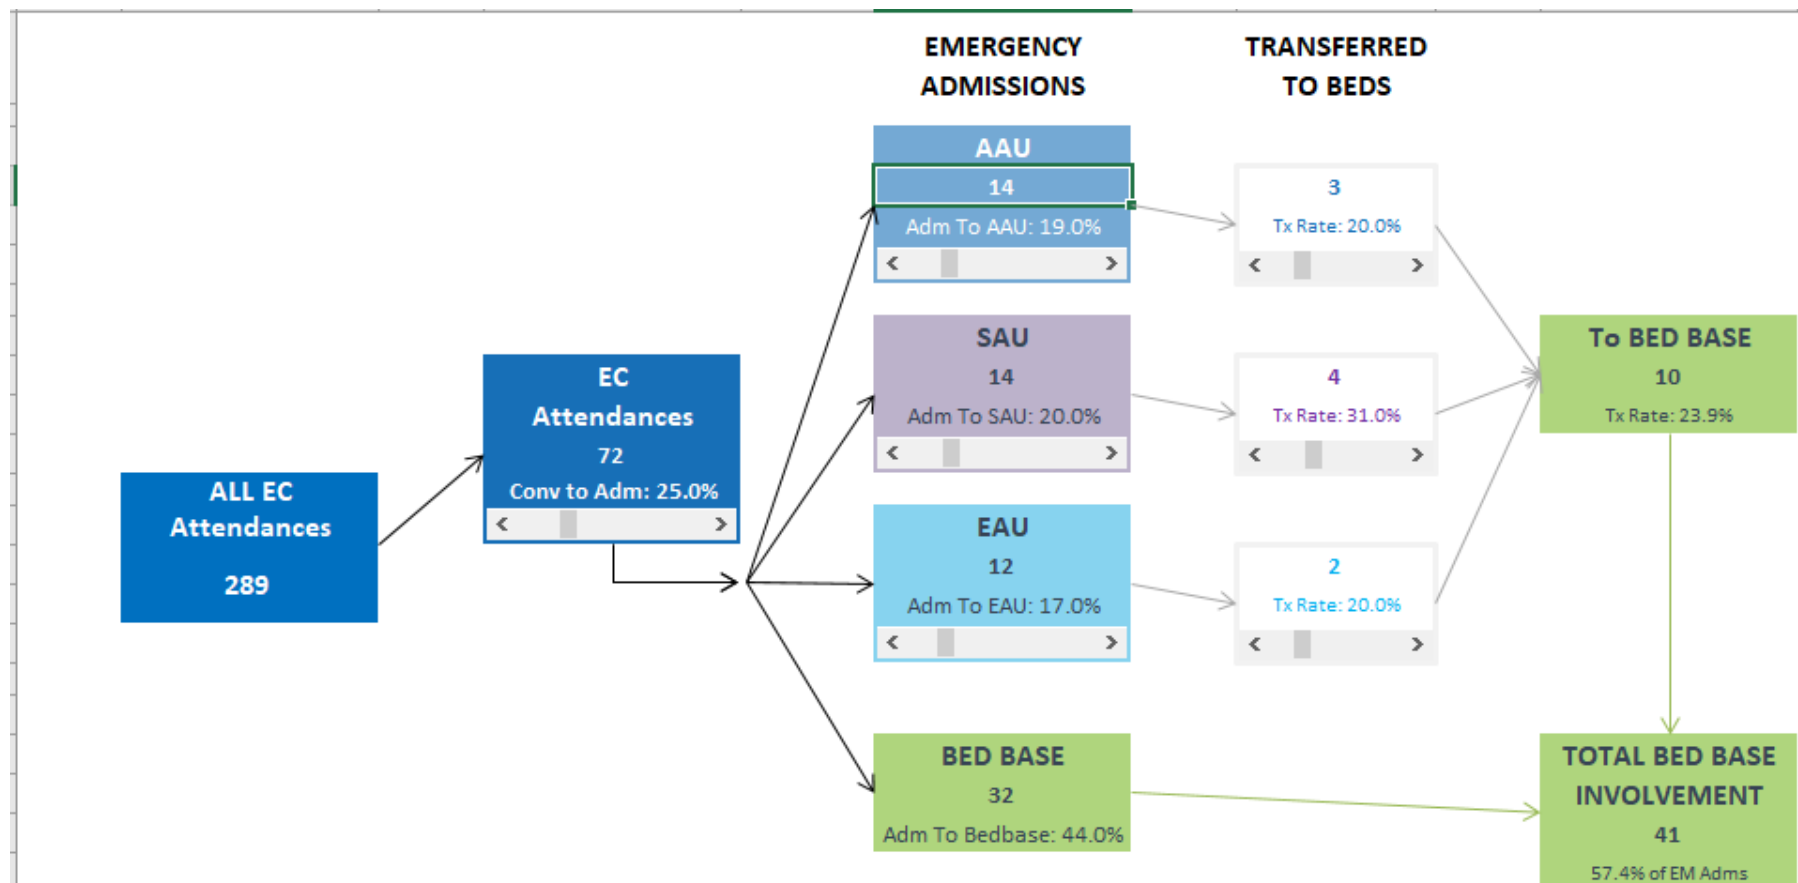 EMERGENCY
ADMISSIONS
TRANSFERRED
TO BEDS
ALL EC
Attendances
289
EC
Attendances
72
Conv to Adm: 25.0%
AAU
14
Adm To AAU: 19.0%
3
Tx Rate: 20.0%
SAU
14
Adm To SAU: 20.0%
4
Tx Rate: 31.0%
EAU
12
Adm To EAU: 17.0%
2
Tx Rate: 20.0%
BED BASE
32
Adm To Bedbase: 44.0%
To BED BASE
10
Tx Rate: 23.9%
TOTAL BED BASE
INVOLVEMENT
41
57.4% of EM Adms